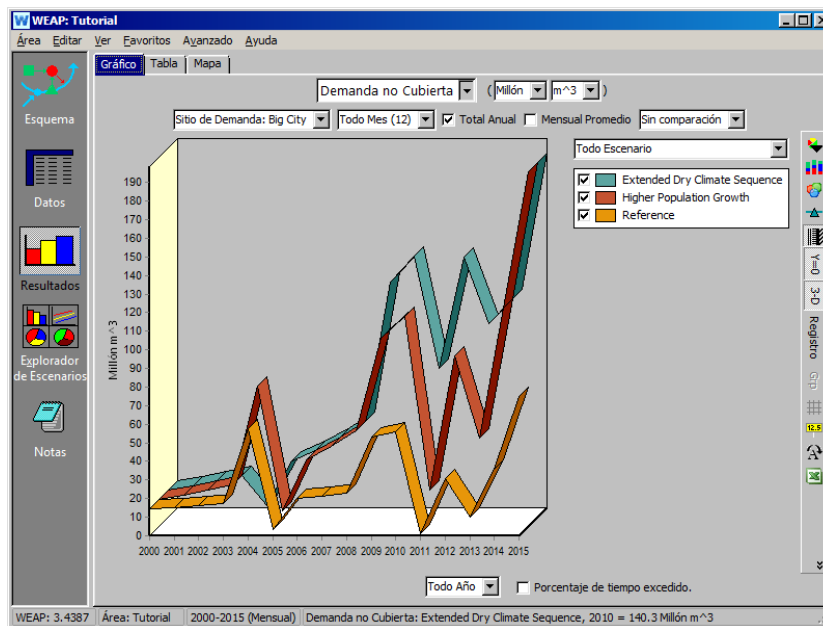 WEAP: Tutorial
Área Editar Ver Favoritos Avanzado Ayuda
Gráfico Tabla Mapa
Demanda no Cubierta ( Millón m^3 )
Sitio de Demanda: Big City Todo Mes (12) Total Anual Mensual Promedio Sin comparación
Todo Escenario
Extended Dry Climate Sequence
Higher Population Growth
Reference
Esquema
Datos
Resultados
Explorador
de Escenarios
Notas
Millón m^3
190
180
170
160
150
140
130
120
110
100
90
80
70
60
50
40
30
20
10
0
2000 2001 2002 2003 2004 2005 2006 2007 2008 2009 2010 2011 2012 2013 2014 2015
Y=0
3-D
Registro
12.5
Todo Año Porcentaje de tiempo excedido.
WEAP: 3.4387 Área: Tutorial 2000-2015 (Mensual) Demanda no Cubierta: Extended Dry Climate Sequence, 2010 = 140.3 Millón m^3